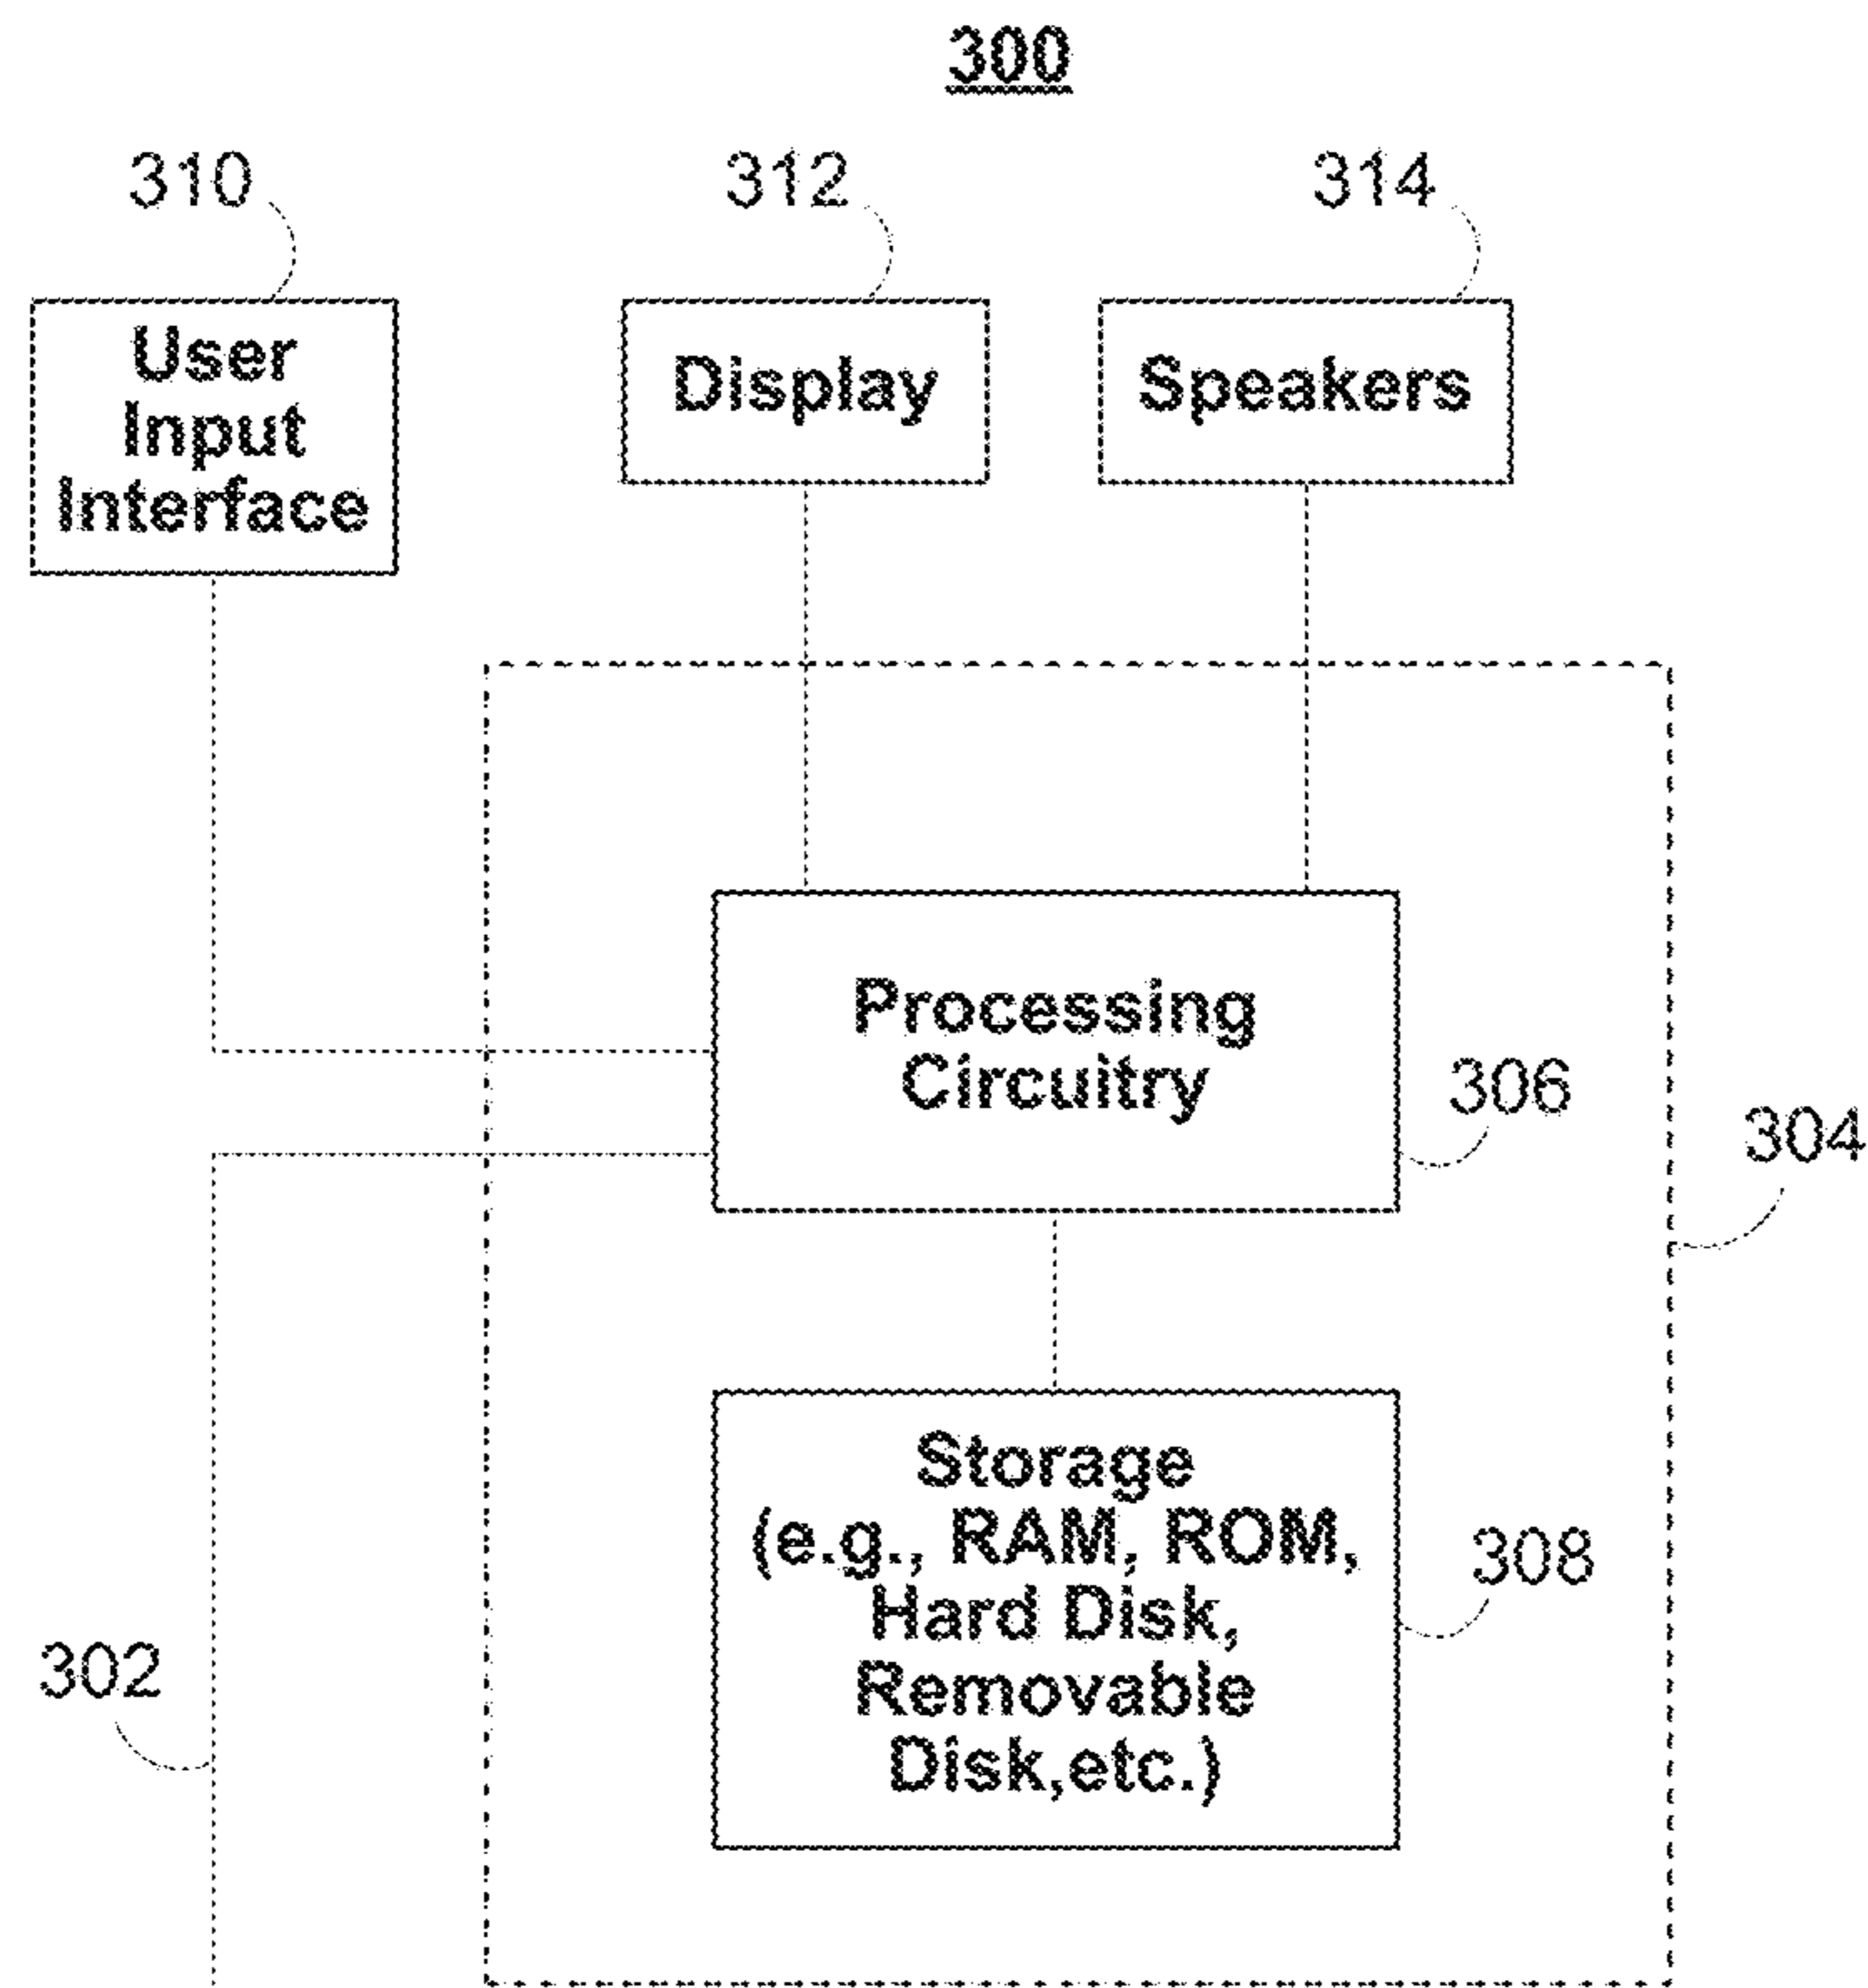 300
310
312
314
User
Input
Interface
Display
Speakers
Processing
Circuitry
306
304
Storage
(e.g., RAM, ROM,
Hard Disk,
Removable
Disk,etc.)
308
302